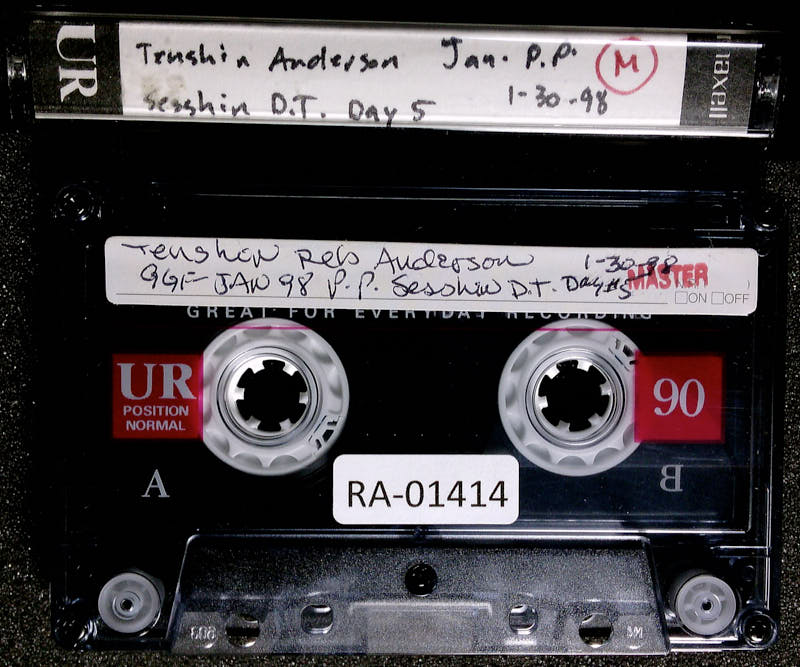 UR
Tenshin Anderson Jan. P.P. M
Sesshin D.T. Day 5 1-30-98
maxell
Tenshin Reb Anderson 1-30-98
GGF JAN 98 P.P. Sesshin D.T. Day #5 MASTER
ON OFF
GREAT FOR EVERYDAY RECORDING
UR
POSITION
NORMAL
90
A
B
RA-01414